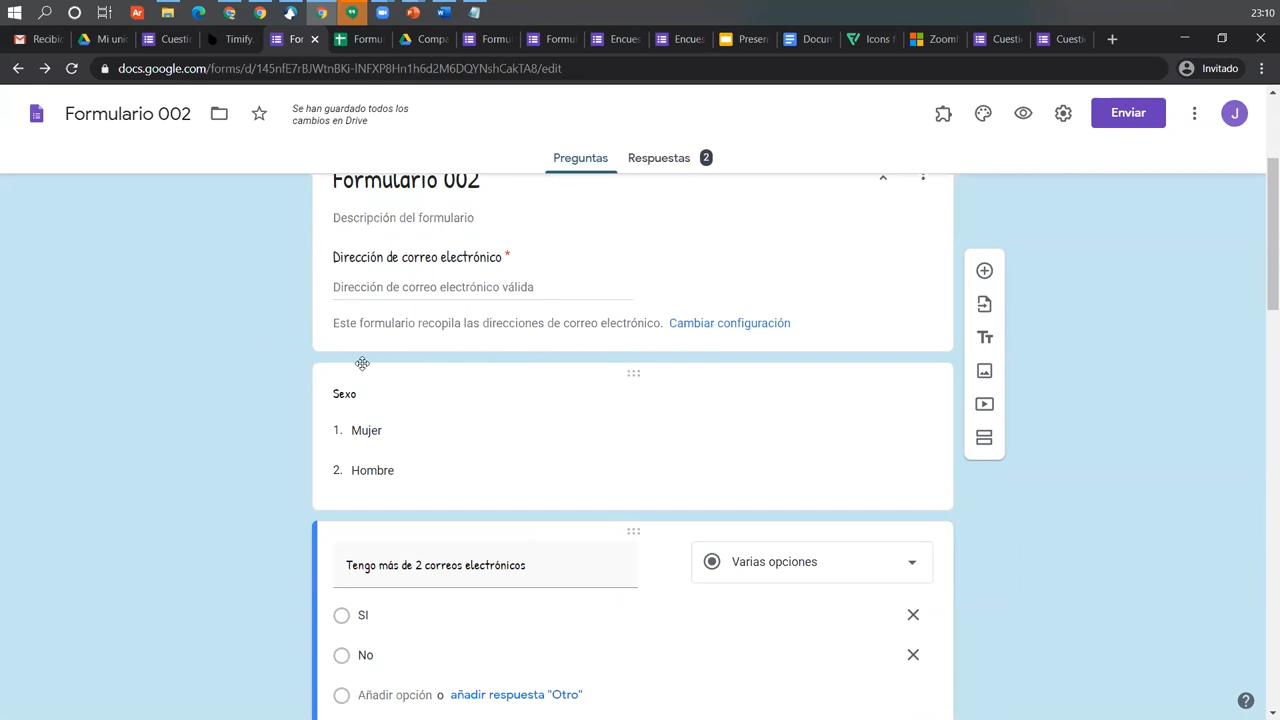 23:10
Recibic
Mi uni
Cuestic
Timify
For
Formu
Compa
Formul
Formul
Encues
Encues
Presen
Docum
Icons f
Zoom!
Cuestic
Cuestic
docs.google.com/forms/d/145nfE7rBJWtnBKi-INFXP8Hn1h6d2M6DQYNshCakTA8/edit
Invitado
Formulario 002
Se han guardado todos los
cambios en Drive
Enviar
J
Preguntas
Respuestas 2
Formulario 002
Descripción del formulario
Dirección de correo electrónico *
Dirección de correo electrónico válida
Este formulario recopila las direcciones de correo electrónico. Cambiar configuración
Sexo
1. Mujer
2. Hombre
Tengo más de 2 correos electrónicos
Varias opciones
SI
No
Añadir opción o añadir respuesta "Otro"